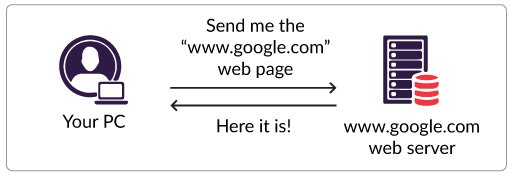 Send me the
“www.google.com”
web page
Your PC
Here it is!
www.google.com
web server